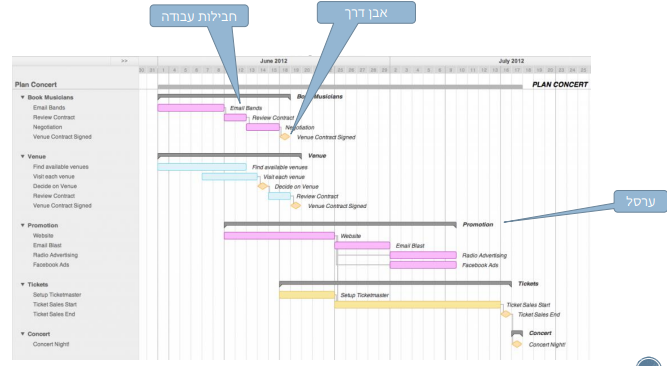 חבילות עבודה
אבן דרך
ערסל
>>
June 2012
July 2012
Plan Concert
PLAN CONCERT
▼ Book Musicians
Book Musicians
Email Bands
Email Bands
Review Contract
Review Contract
Negotiation
Negotiation
Venue Contract Signed
Venue Contract Signed
▼ Venue
Venue
Find available venues
Find available venues
Visit each venue
Visit each venue
Decide on Venue
Decide on Venue
Review Contract
Review Contract
Venue Contract Signed
Venue Contract Signed
▼ Promotion
Promotion
Website
Website
Email Blast
Email Blast
Radio Advertising
Radio Advertising
Facebook Ads
Facebook Ads
▼ Tickets
Tickets
Setup Ticketmaster
Setup Ticketmaster
Ticket Sales Start
Ticket Sales Start
Ticket Sales End
Ticket Sales End
▼ Concert
Concert
Concert Night!
Concert Night!